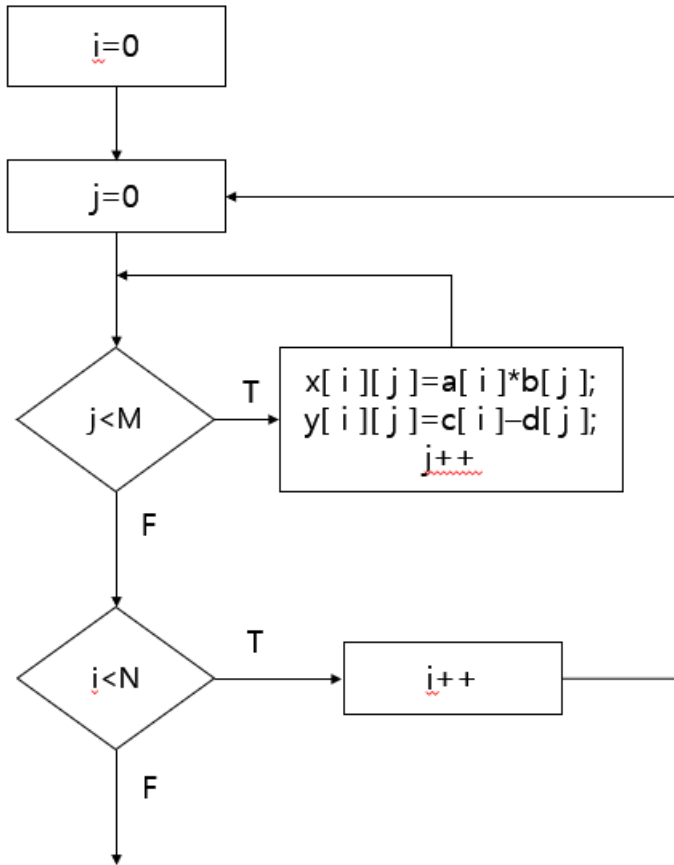 i=0
j=0
j<M
T
x[ i ][ j ]=a[ i ]*b[ j ];
y[ i ][ j ]=c[ i ]–d[ j ];
j++
F
i<N
T
i++
F